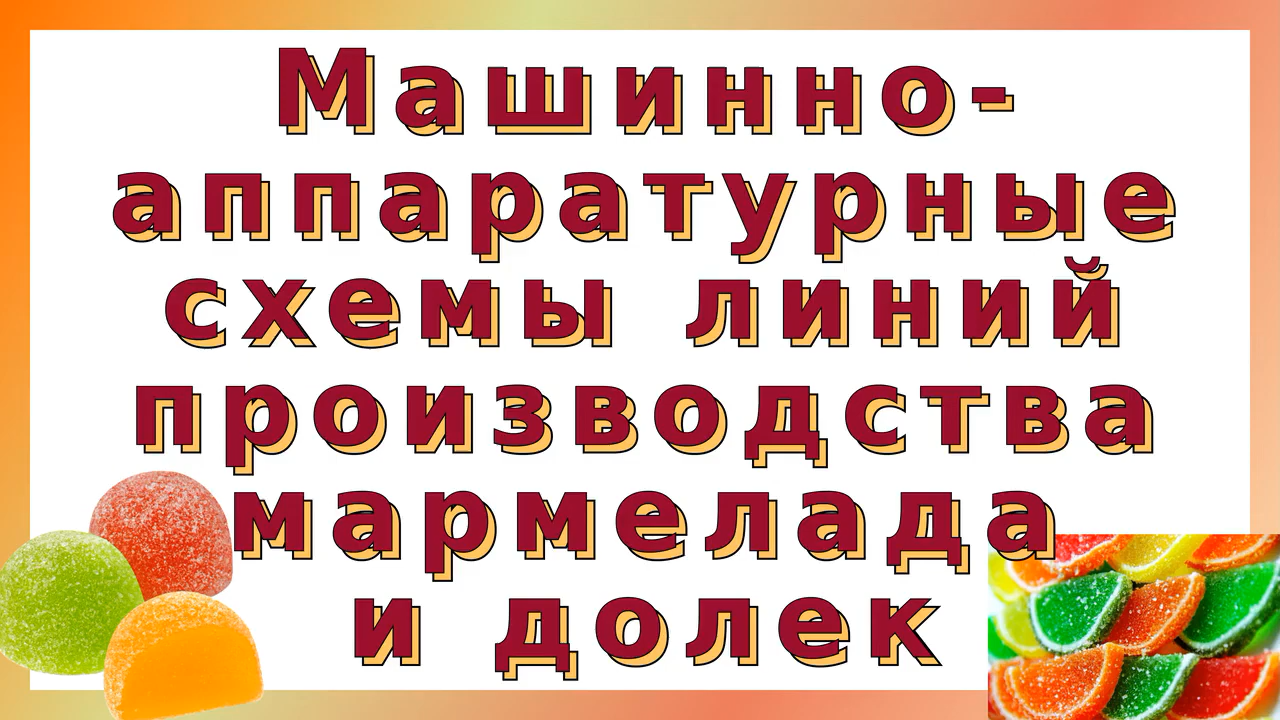 Машинно-
аппаратурные
схемы линий
производства
мармелада
и долек